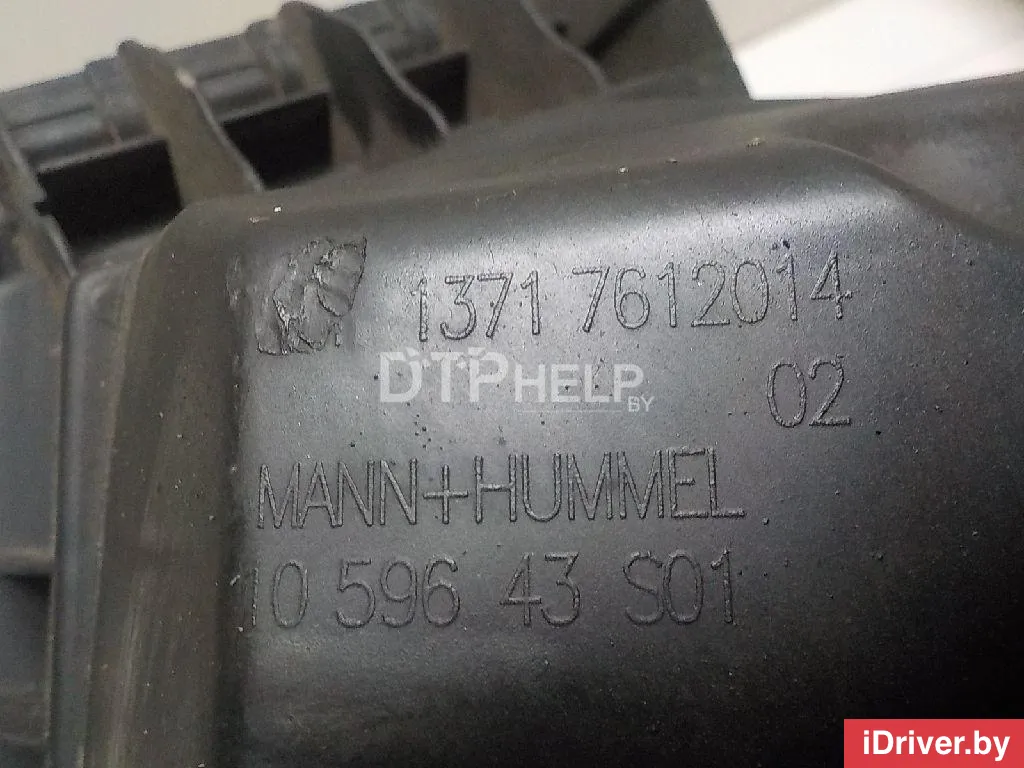 1371 7612014
DTPHELP
BY
02
MANN+HUMMEL
10 596 43 S01
iDriver.by